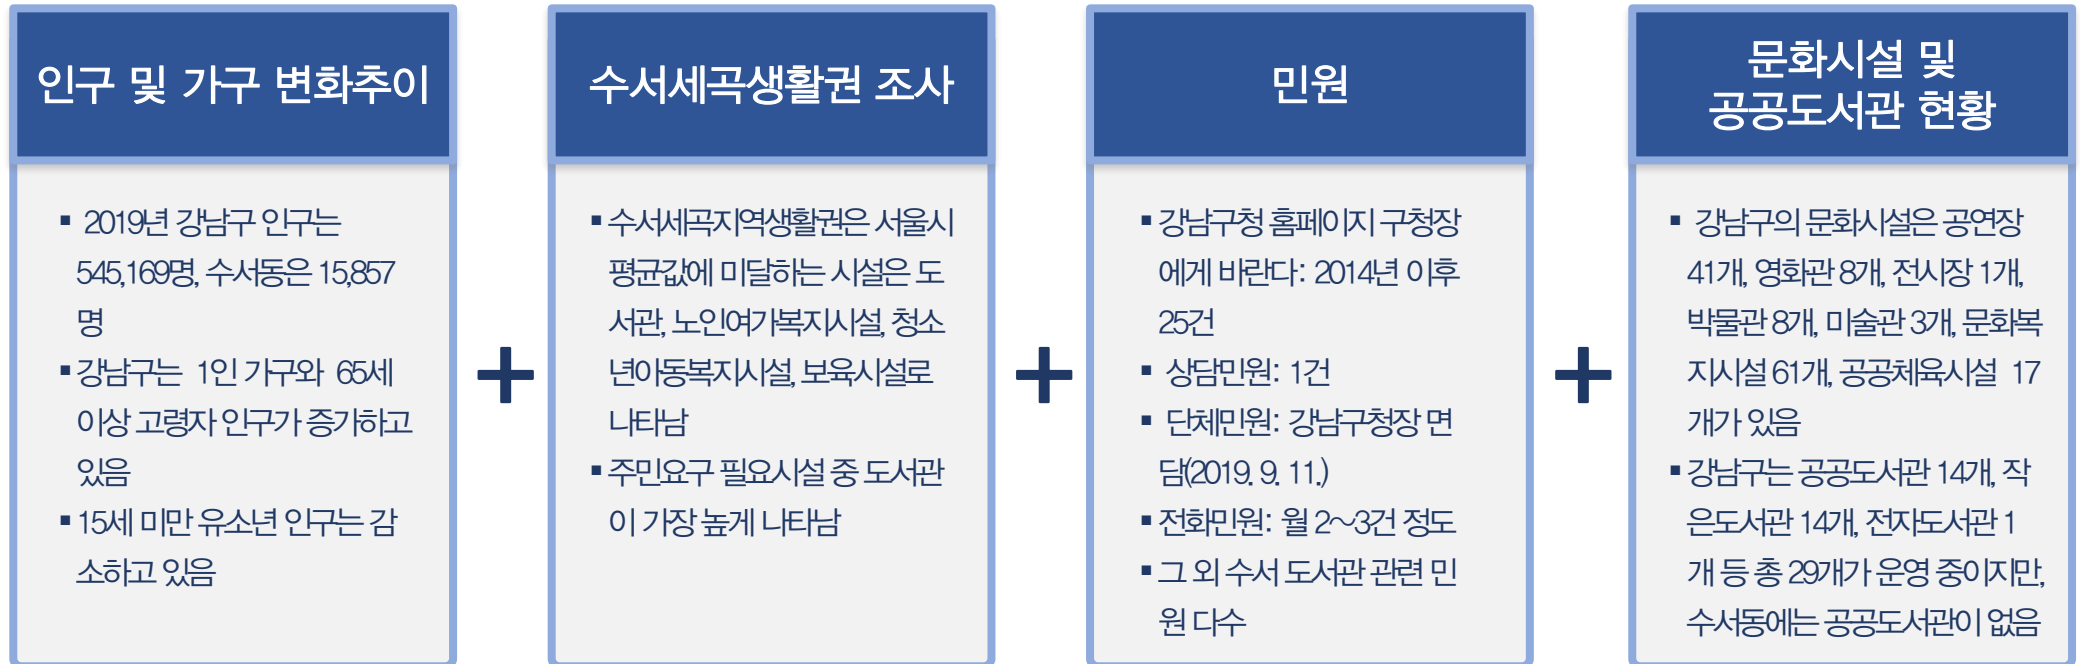 인구 및 가구 변화추이
▪ 2019년 강남구 인구는
545,169명, 수서동은 15,857
명
▪ 강남구는 1인 가구와 65세
이상 고령자 인구가 증가하고
있음
▪ 15세 미만 유소년 인구는 감
소하고 있음
+
수서세곡생활권 조사
▪ 수서세곡지역생활권은 서울시
평균값에 미달하는 시설은 도
서관, 노인여가복지시설, 청소
년아동복지시설, 보육시설로
나타남
▪ 주민요구 필요시설 중 도서관
이 가장 높게 나타남
+
민원
▪ 강남구청 홈페이지 구청장
에게 바란다: 2014년 이후
25건
▪ 상담민원: 1건
▪ 단체민원: 강남구청장 면
담(2019. 9. 11.)
▪ 전화민원: 월 2~3건 정도
▪ 그 외 수서 도서관 관련 민
원 다수
+
문화시설 및
공공도서관 현황
▪ 강남구의 문화시설은 공연장
41개, 영화관 8개, 전시장 1개,
박물관 8개, 미술관 3개, 문화복
지시설 61개, 공공체육시설 17
개가 있음
▪ 강남구는 공공도서관 14개, 작
은도서관 14개, 전자도서관 1
개 등 총 29개가 운영 중이지만,
수서동에는 공공도서관이 없음